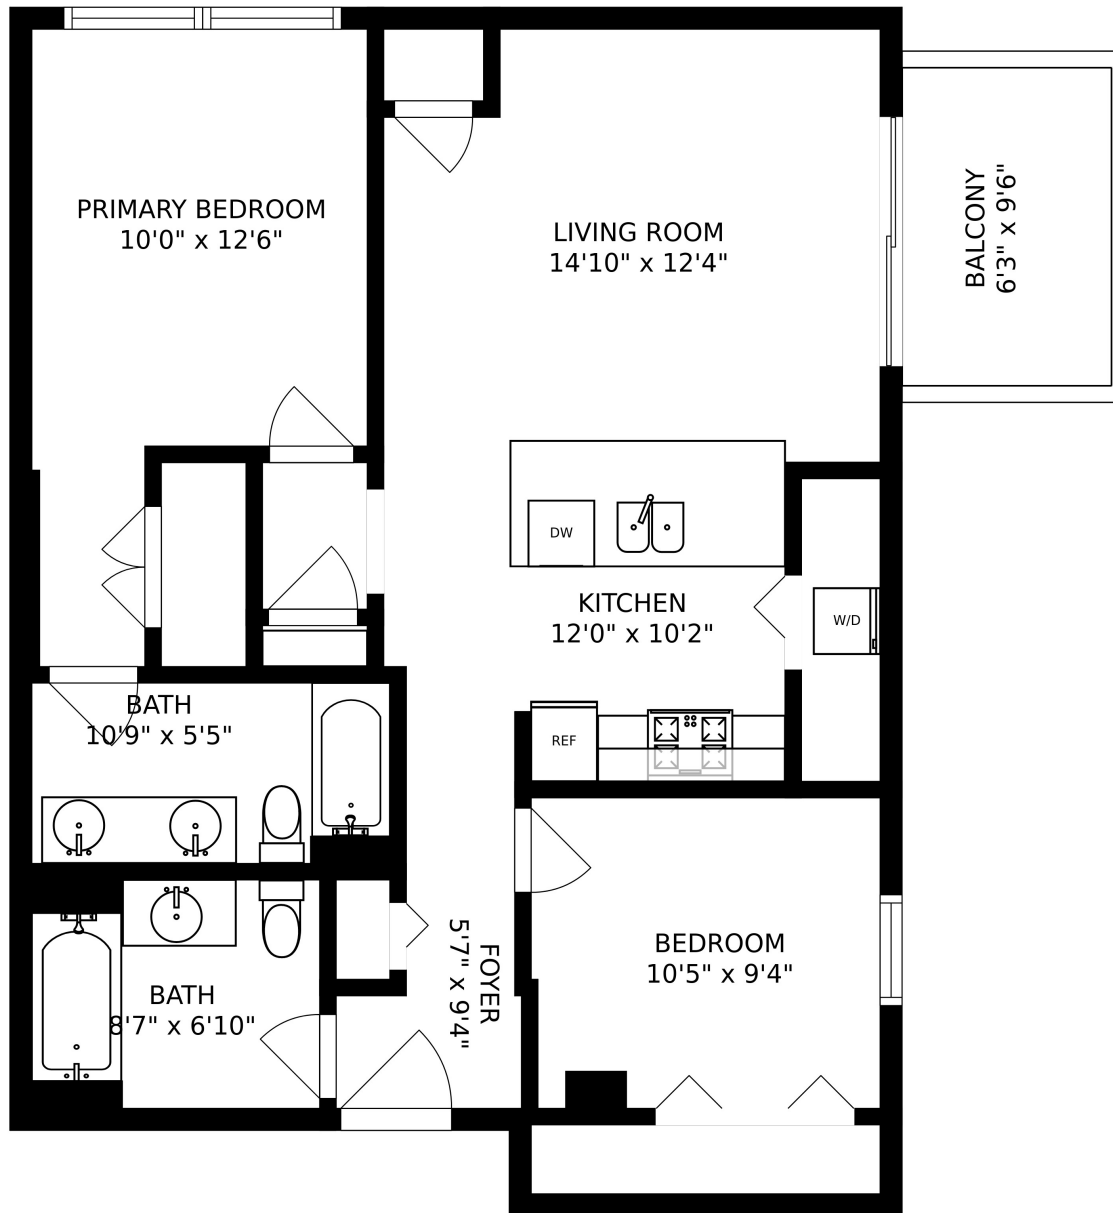 PRIMARY BEDROOM
10'0" x 12'6"
LIVING ROOM
14'10" x 12'4"
BALCONY
6'3" x 9'6"
DW
KITCHEN
12'0" x 10'2"
W/D
REF
BATH
10'9" x 5'5"
FOYER
5'7" x 9'4"
BEDROOM
10'5" x 9'4"
BATH
8'7" x 6'10"